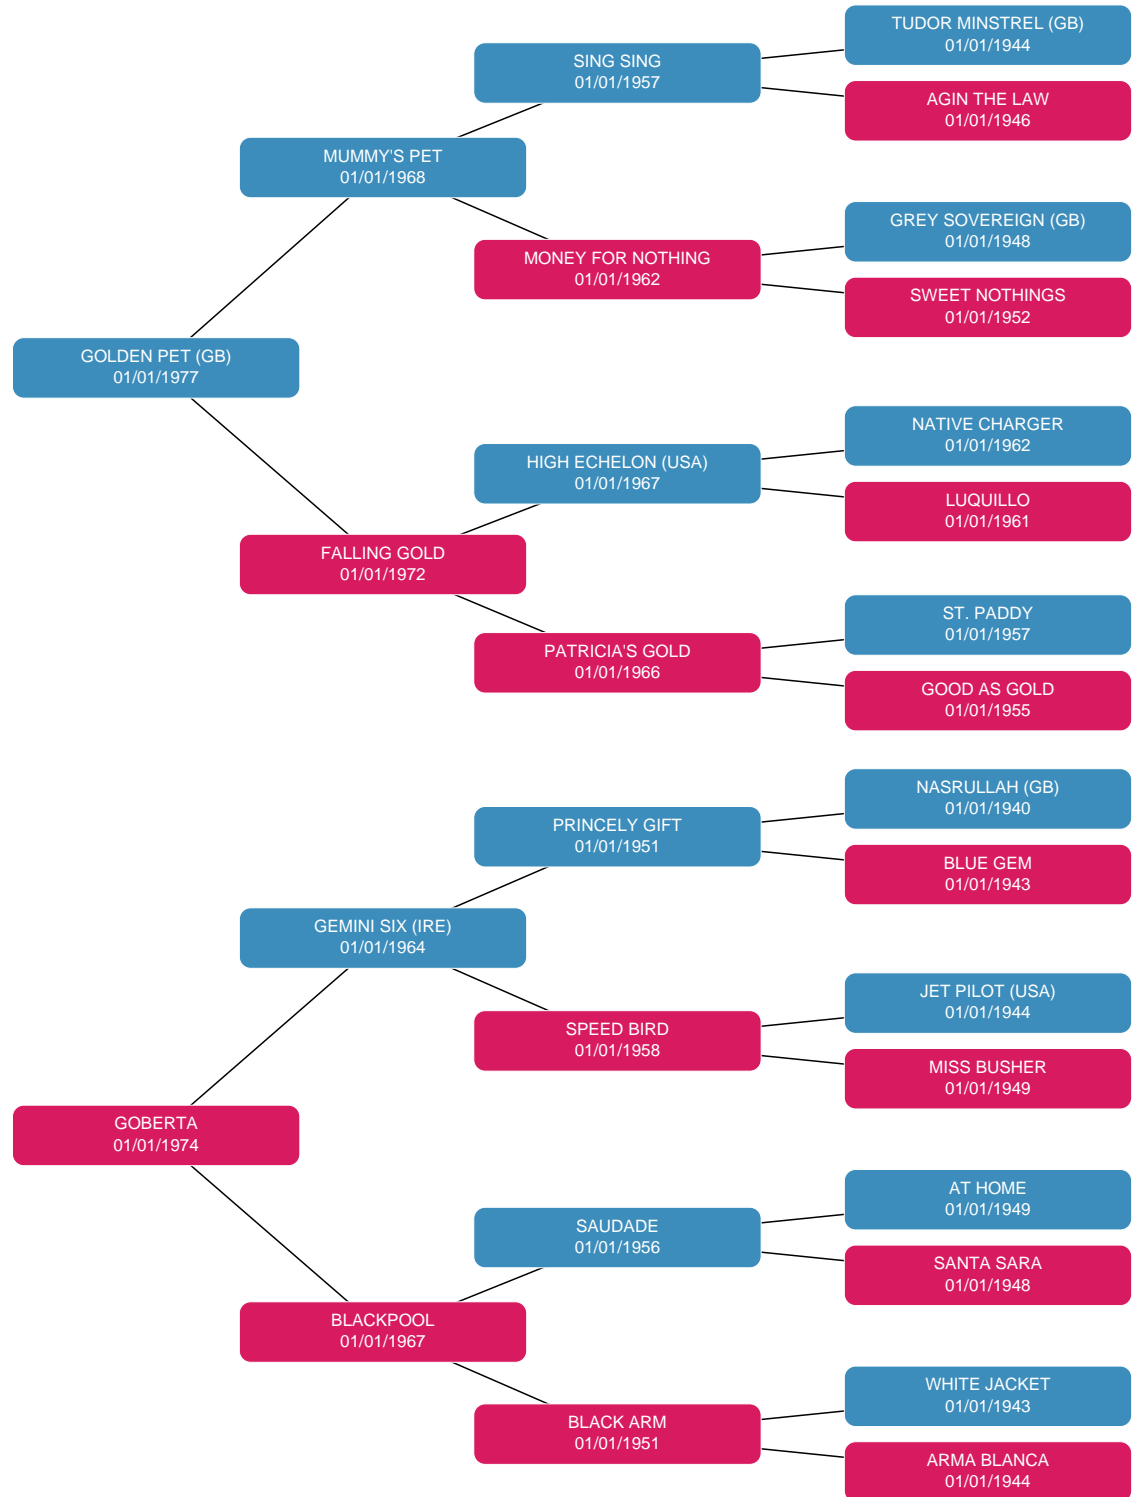 TUDOR MINSTREL (GB)
01/01/1944
SING SING
01/01/1957
AGIN THE LAW
01/01/1946
MUMMY'S PET
01/01/1968
GREY SOVEREIGN (GB)
01/01/1948
MONEY FOR NOTHING
01/01/1962
SWEET NOTHINGS
01/01/1952
GOLDEN PET (GB)
01/01/1977
NATIVE CHARGER
01/01/1962
HIGH ECHELON (USA)
01/01/1967
LUQUILLO
01/01/1961
FALLING GOLD
01/01/1972
ST. PADDY
01/01/1957
PATRICIA'S GOLD
01/01/1966
GOOD AS GOLD
01/01/1955
NASRULLAH (GB)
01/01/1940
PRINCELY GIFT
01/01/1951
BLUE GEM
01/01/1943
GEMINI SIX (IRE)
01/01/1964
JET PILOT (USA)
01/01/1944
SPEED BIRD
01/01/1958
MISS BUSHER
01/01/1949
GOBERTA
01/01/1974
AT HOME
01/01/1949
SAUDADE
01/01/1956
SANTA SARA
01/01/1948
BLACKPOOL
01/01/1967
WHITE JACKET
01/01/1943
BLACK ARM
01/01/1951
ARMA BLANCA
01/01/1944